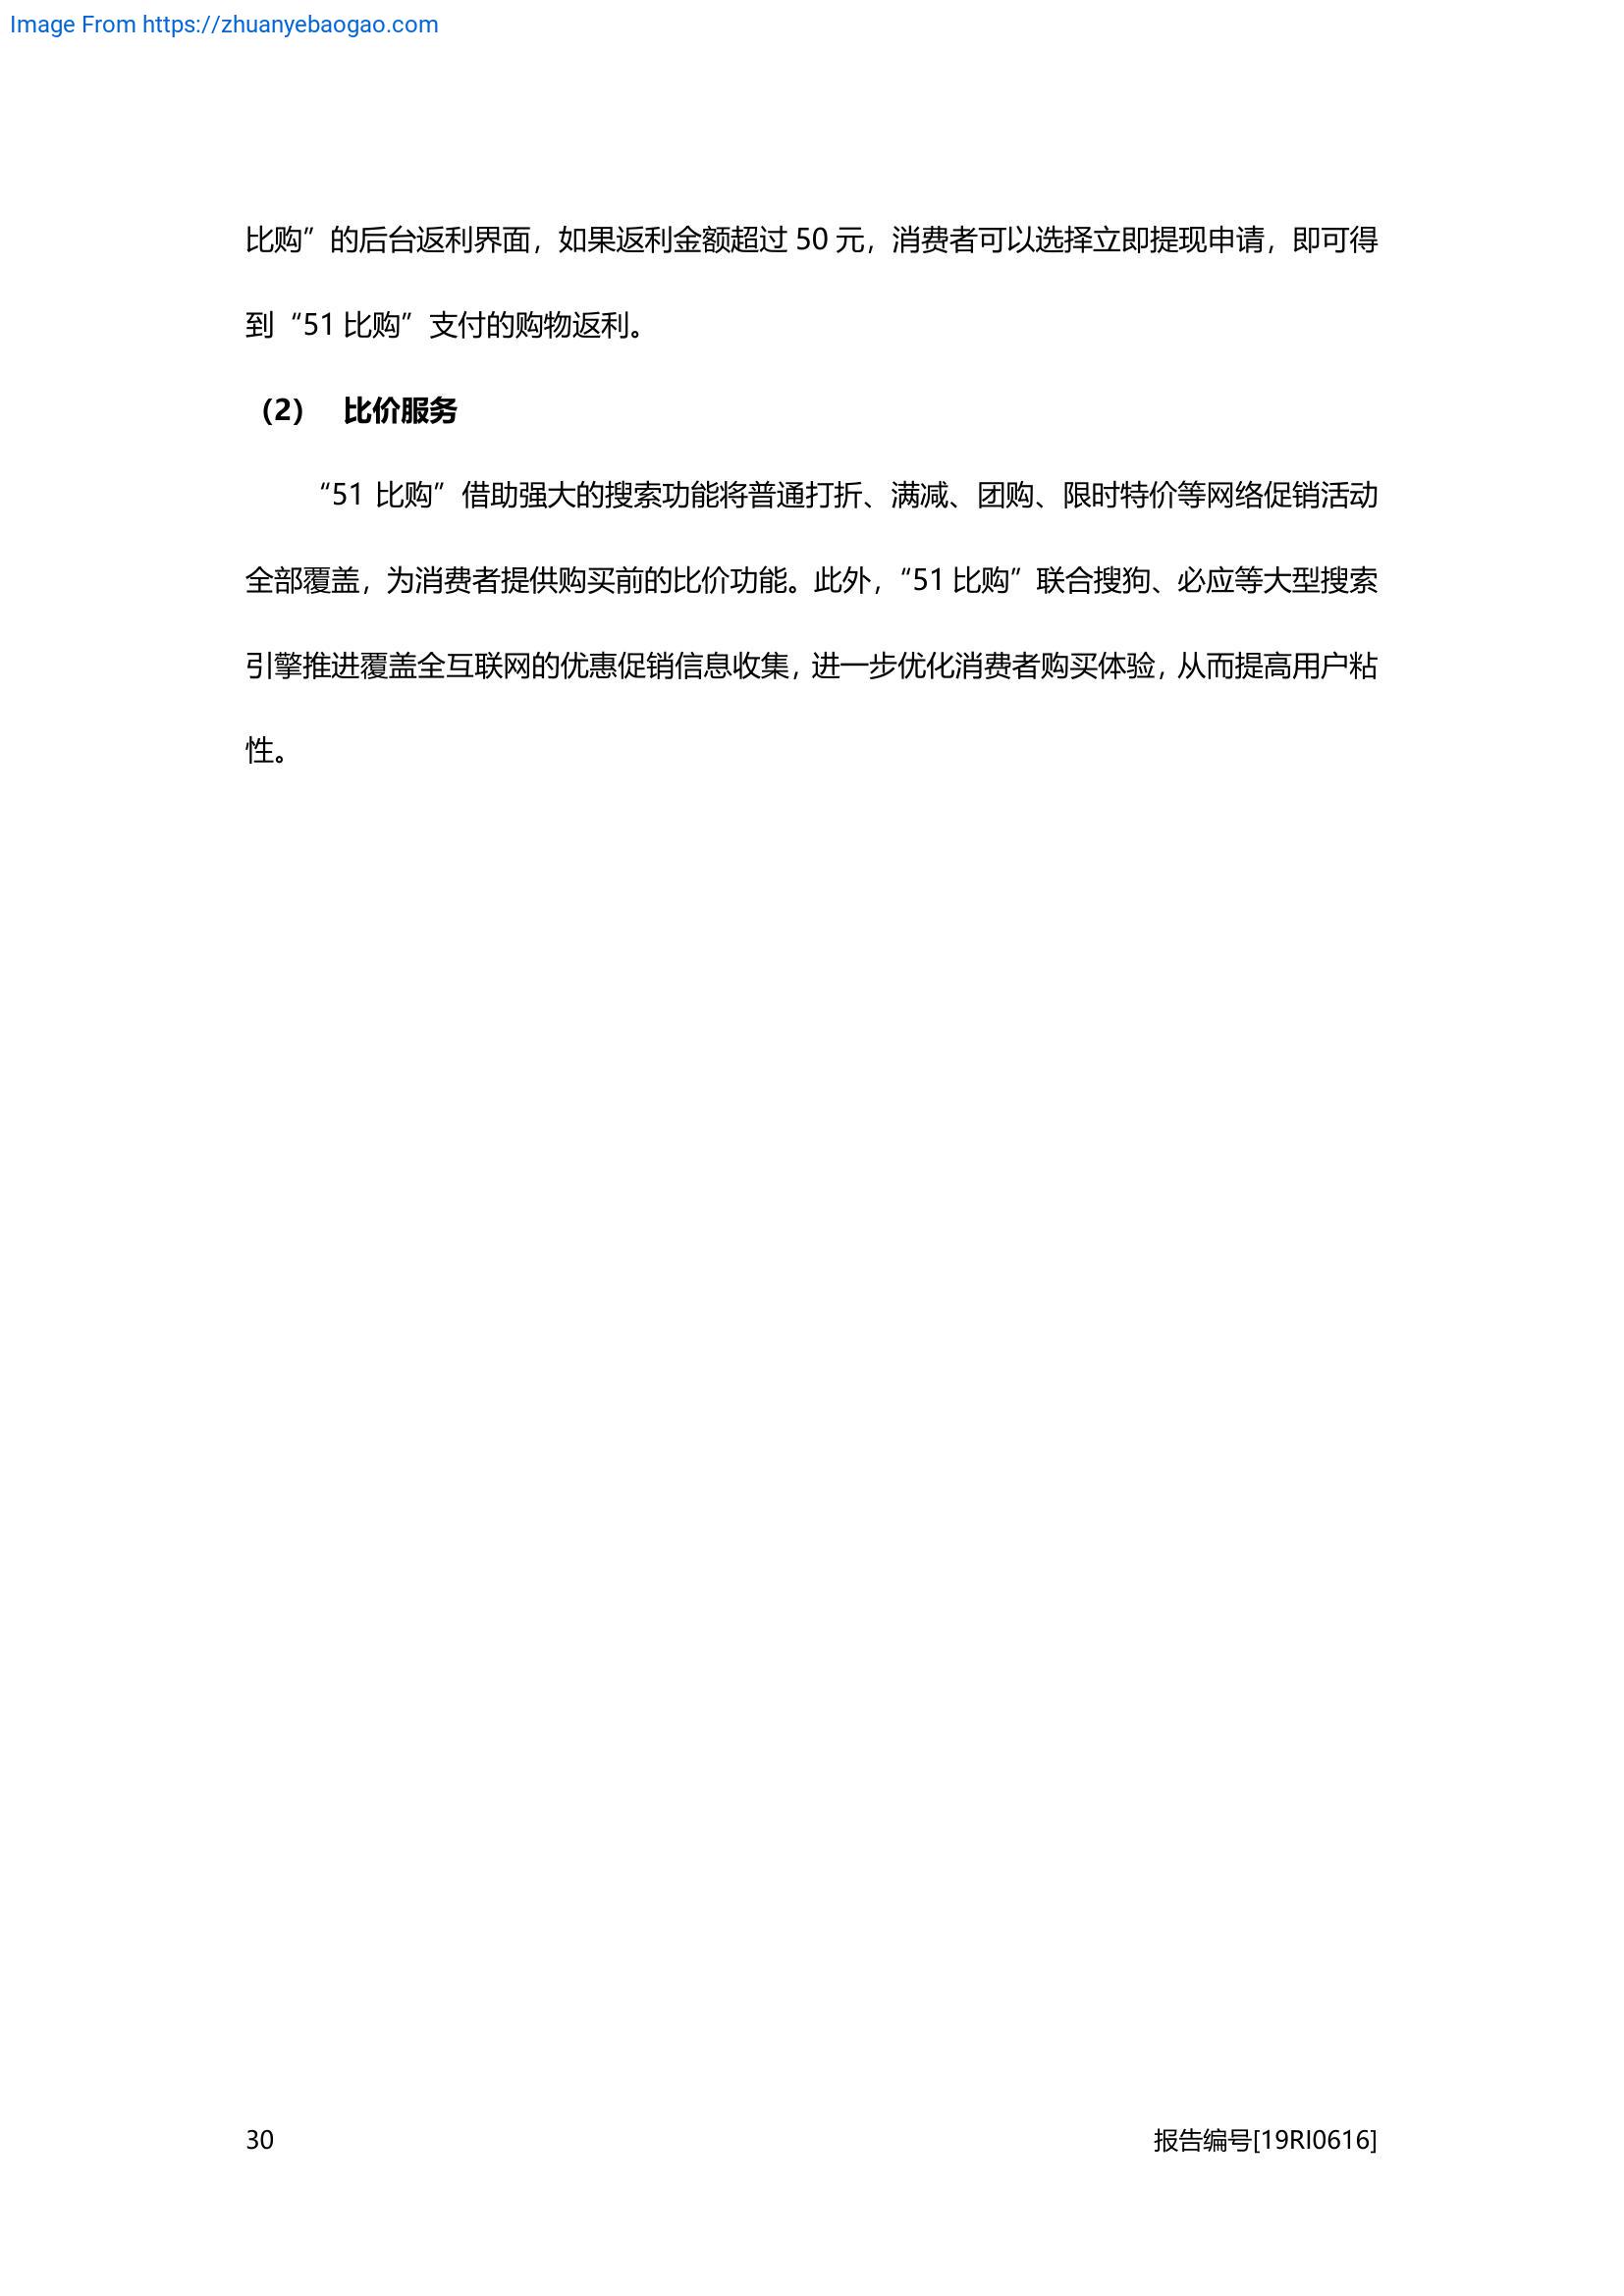 Image From https://zhuanyebaogao.com
比购”的后台返利界面，如果返利金额超过 50 元，消费者可以选择立即提现申请，即可得
到“51 比购”支付的购物返利。
（2） 比价服务
“51 比购”借助强大的搜索功能将普通打折、满减、团购、限时特价等网络促销活动
全部覆盖，为消费者提供购买前的比价功能。此外，“51 比购”联合搜狗、必应等大型搜索
引擎推进覆盖全互联网的优惠促销信息收集，进一步优化消费者购买体验，从而提高用户粘
性。
30 报告编号[19RI0616]